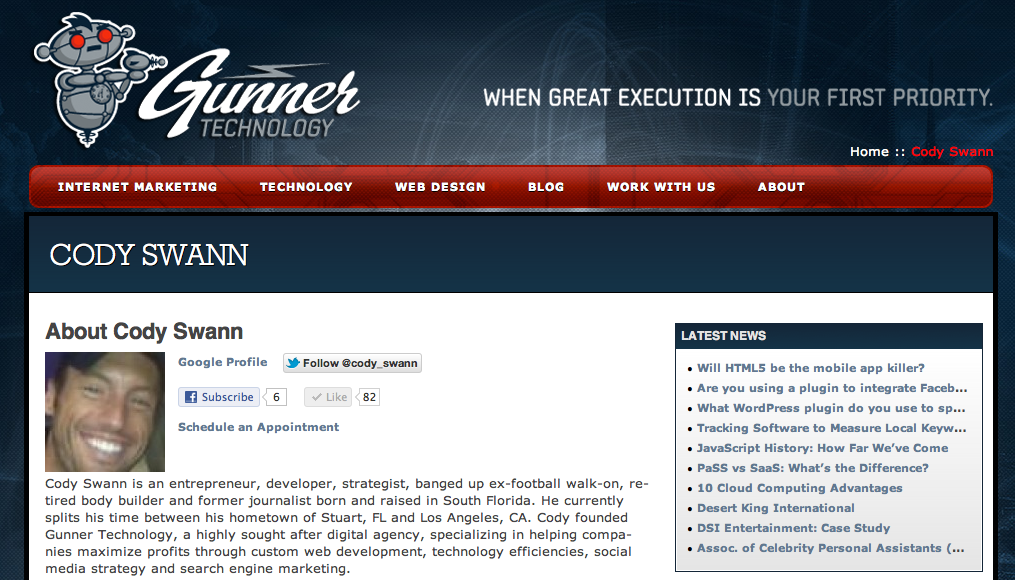 Gunner
TECHNOLOGY
WHEN GREAT EXECUTION IS YOUR FIRST PRIORITY.
Home :: Cody Swann
INTERNET MARKETING TECHNOLOGY WEB DESIGN BLOG WORK WITH US ABOUT
CODY SWANN
About Cody Swann
Google Profile Follow @cody_swann
Subscribe 6 Like 82
Schedule an Appointment
Cody Swann is an entrepreneur, developer, strategist, banged up ex-football walk-on, re-
tired body builder and former journalist born and raised in South Florida. He currently
splits his time between his hometown of Stuart, FL and Los Angeles, CA. Cody founded
Gunner Technology, a highly sought after digital agency, specializing in helping compa-
nies maximize profits through custom web development, technology efficiencies, social
media strategy and search engine marketing.
LATEST NEWS
• Will HTML5 be the mobile app killer?
• Are you using a plugin to integrate Faceb...
• What WordPress plugin do you use to sp...
• Tracking Software to Measure Local Keyw...
• JavaScript History: How Far We've Come
• PaSS vs SaaS: What's the Difference?
• 10 Cloud Computing Advantages
• Desert King International
• DSI Entertainment: Case Study
• Assoc. of Celebrity Personal Assistants (...